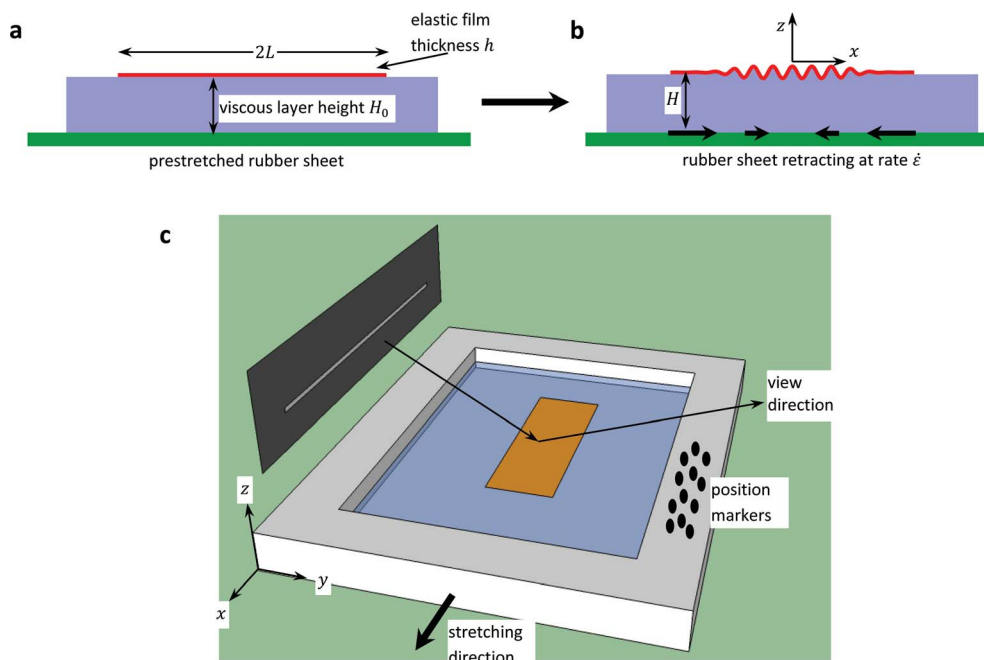 a
2L
elastic film
thickness h
viscous layer height H₀
prestretched rubber sheet
b
z
x
H
rubber sheet retracting at rate ε̇
c
view
direction
position
markers
z
y
x
stretching
direction